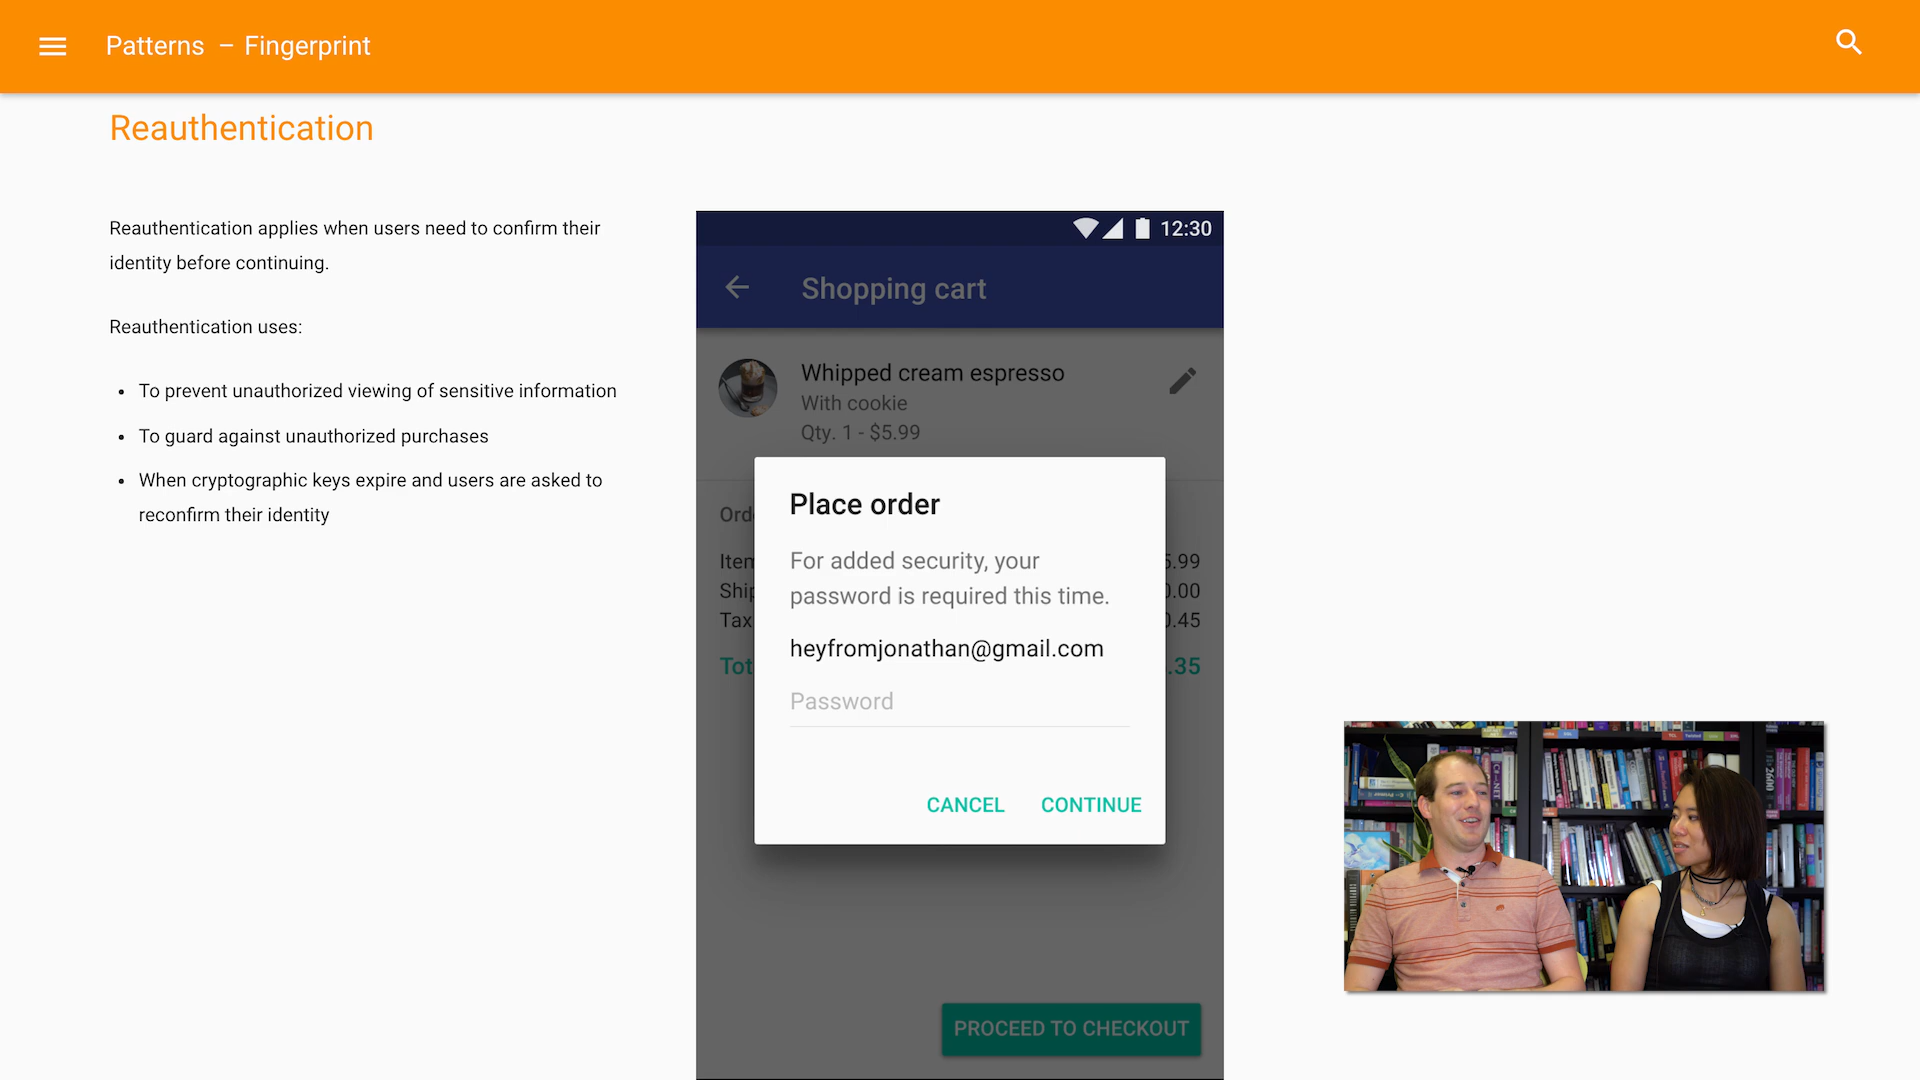 Patterns – Fingerprint
Reauthentication
Reauthentication applies when users need to confirm their
identity before continuing.
Reauthentication uses:
To prevent unauthorized viewing of sensitive information
To guard against unauthorized purchases
When cryptographic keys expire and users are asked to
reconfirm their identity
12:30
Shopping cart
Whipped cream espresso
With cookie
Qty. 1 - $5.99
Place order
For added security, your
password is required this time.
heyfromjonathan@gmail.com
Password
CANCEL CONTINUE
Tax
.35
PROCEED TO CHECKOUT